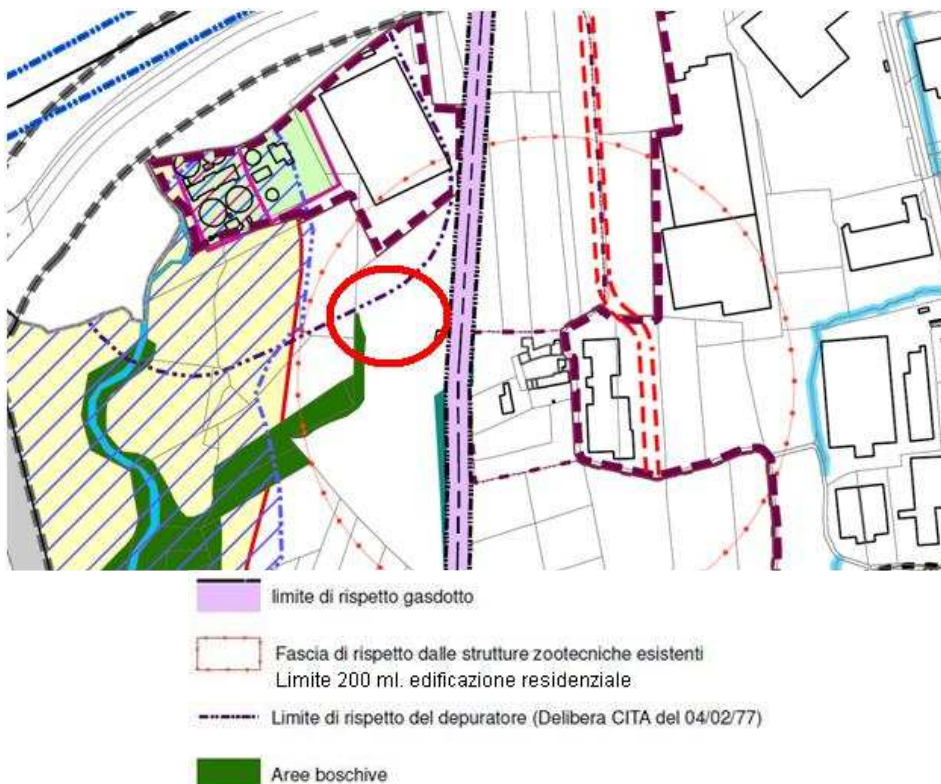 limite di rispetto gasdotto
Fascia di rispetto dalle strutture zootecniche esistenti
Limite 200 ml. edificazione residenziale
Limite di rispetto del depuratore (Delibera CITA del 04/02/77)
Aree boschive